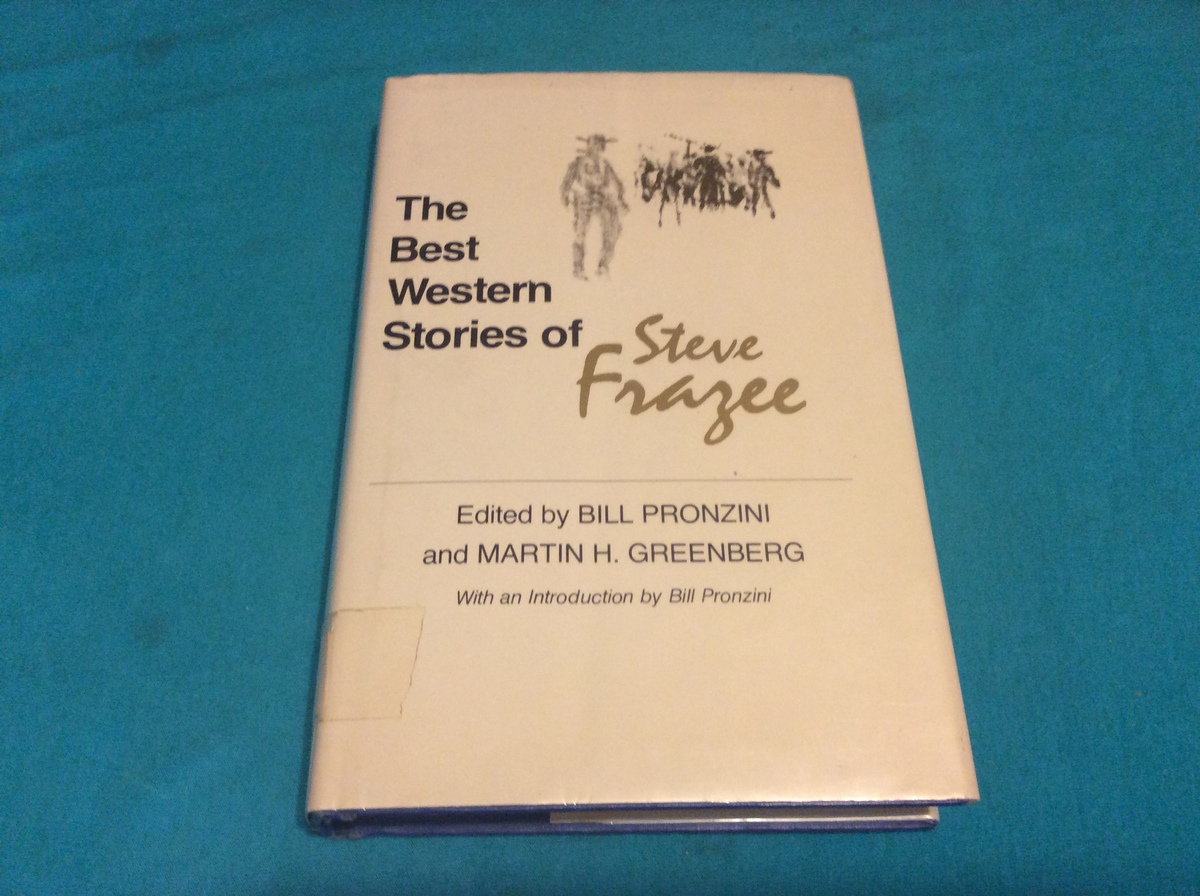 The
Best
Western
Stories of
Steve
Frazee
Edited by BILL PRONZINI
and MARTIN H. GREENBERG
With an Introduction by Bill Pronzini